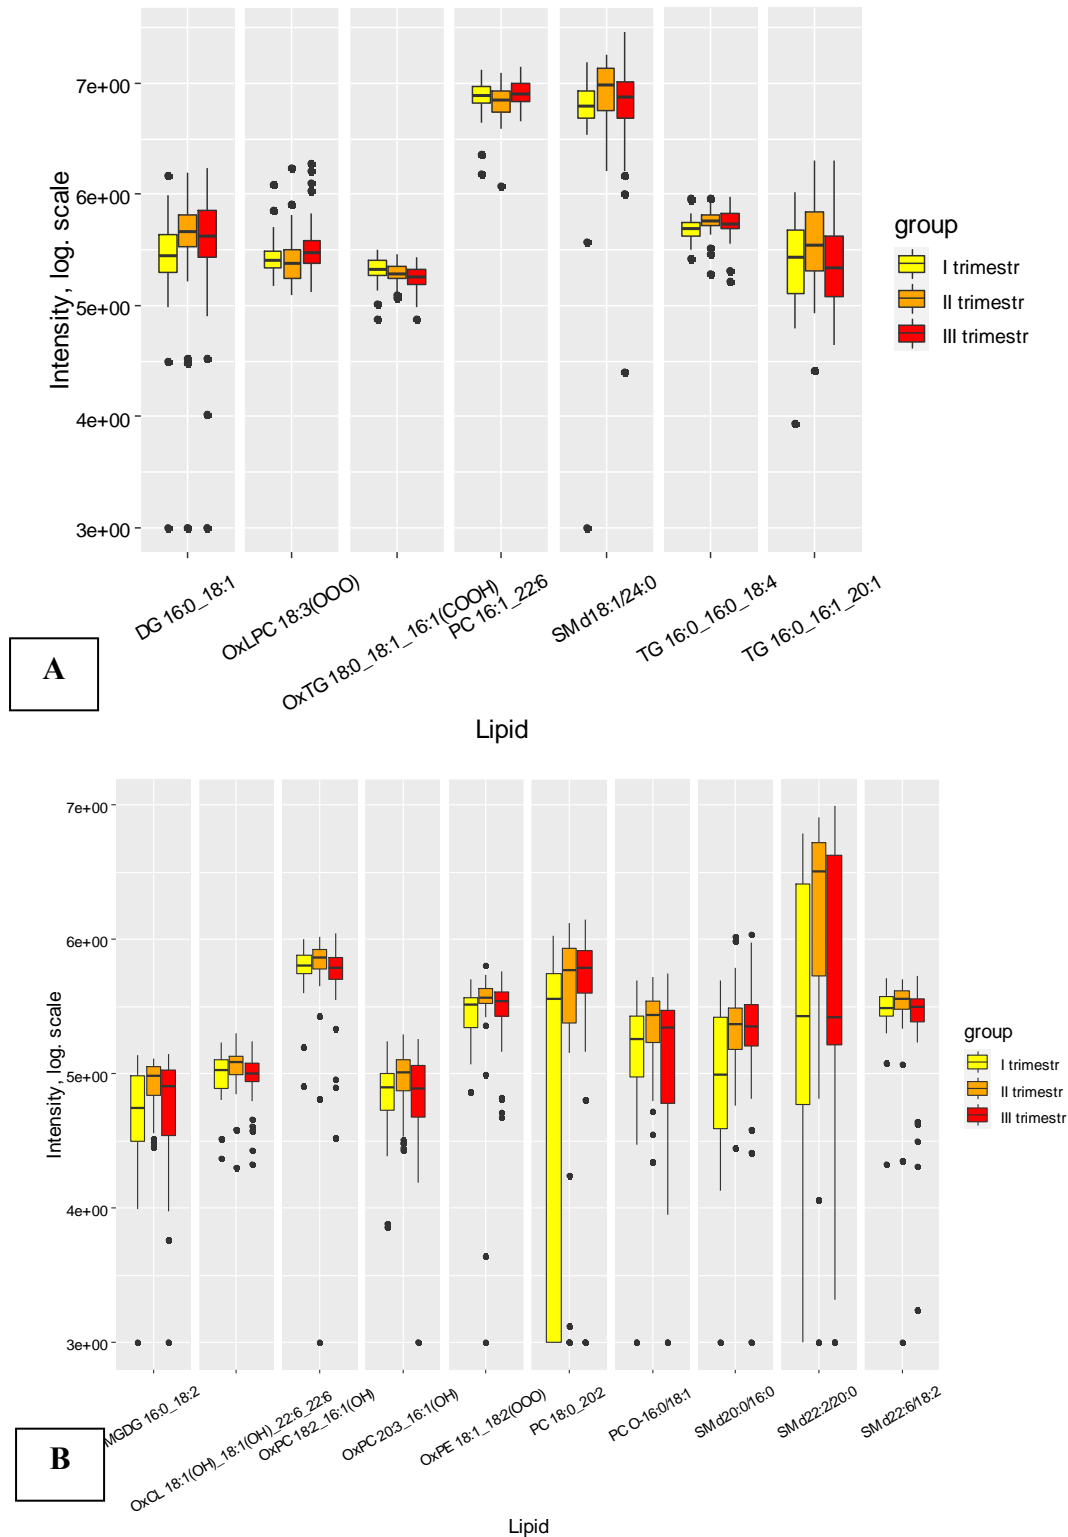 7e+00
6e+00
5e+00
4e+00
3e+00
Intensity, log. scale
DG 16:0_18:1
OxLPC 18:3(OOO)
OxTG 18:0_18:1_16:1(COOH)
PC 16:1_22:6
SM d18:1/24:0
TG 16:0_16:0_18:4
TG 16:0_16:1_20:1
Lipid
group
I trimestr
II trimestr
III trimestr
A
7e+00
6e+00
5e+00
4e+00
3e+00
Intensity, log. scale
MGDG 16:0_18:2
OxCL 18:1(OH)_18:1(OH)_22:6_22:6
OxPC 18:2_16:1(OH)
OxPC 20:3_16:1(OH)
OxPE 18:1_18:2(OOO)
PC 18:0_20:2
PC O-16:0/18:1
SM d20:0/16:0
SM d22:2/20:0
SM d22:6/18:2
Lipid
group
I trimestr
II trimestr
III trimestr
B